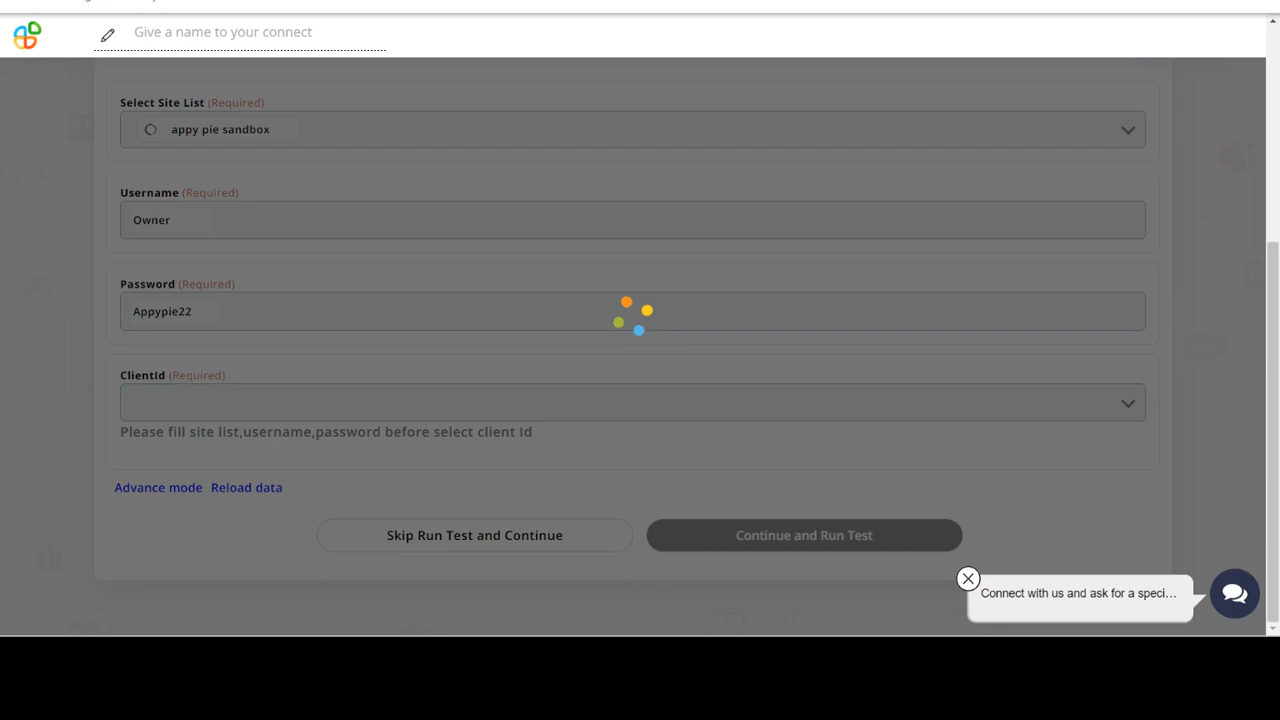 Give a name to your connect
Select Site List (Required)
appy pie sandbox
Username (Required)
Owner
Password (Required)
Appypie22
ClientId (Required)
Please fill site list,username,password before select client Id
Advance mode Reload data
Skip Run Test and Continue Continue and Run Test
Connect with us and ask for a speci...